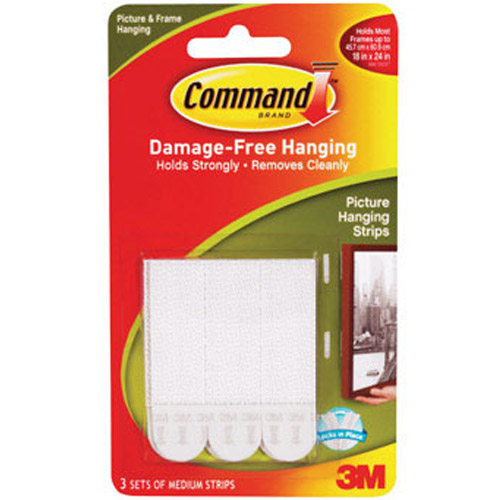 Picture & Frame
Hanging
Holds Most
Frames up to
45.7 cm x 60.9 cm
18 in x 24 in
Command™
BRAND
Damage-Free Hanging
Holds Strongly • Removes Cleanly
Picture
Hanging
Strips
Locks in Place
3 SETS OF MEDIUM STRIPS
3M